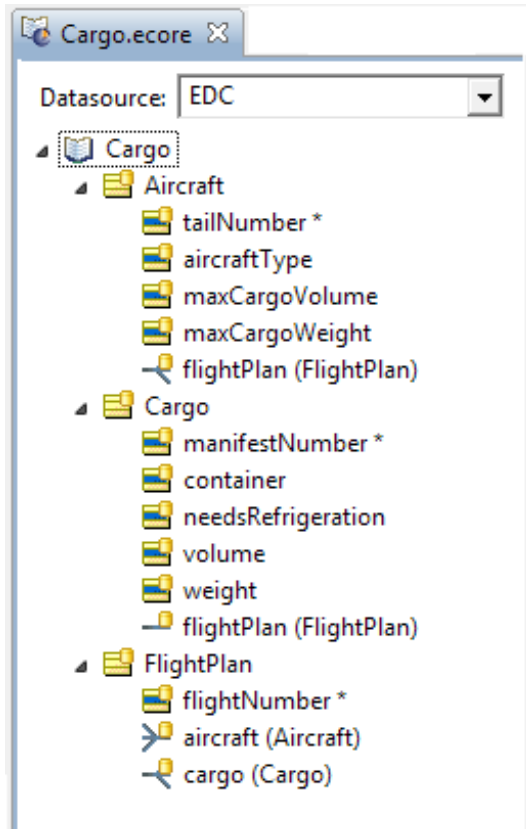 Cargo.ecore
Datasource: EDC
Cargo
Aircraft
tailNumber *
aircraftType
maxCargoVolume
maxCargoWeight
flightPlan (FlightPlan)
Cargo
manifestNumber *
container
needsRefrigeration
volume
weight
flightPlan (FlightPlan)
FlightPlan
flightNumber *
aircraft (Aircraft)
cargo (Cargo)